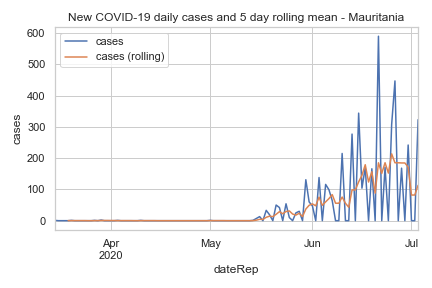 New COVID-19 daily cases and 5 day rolling mean - Mauritania
cases
cases (rolling)
600
500
400
300
200
100
0
cases
Apr
2020
May
Jun
Jul
dateRep